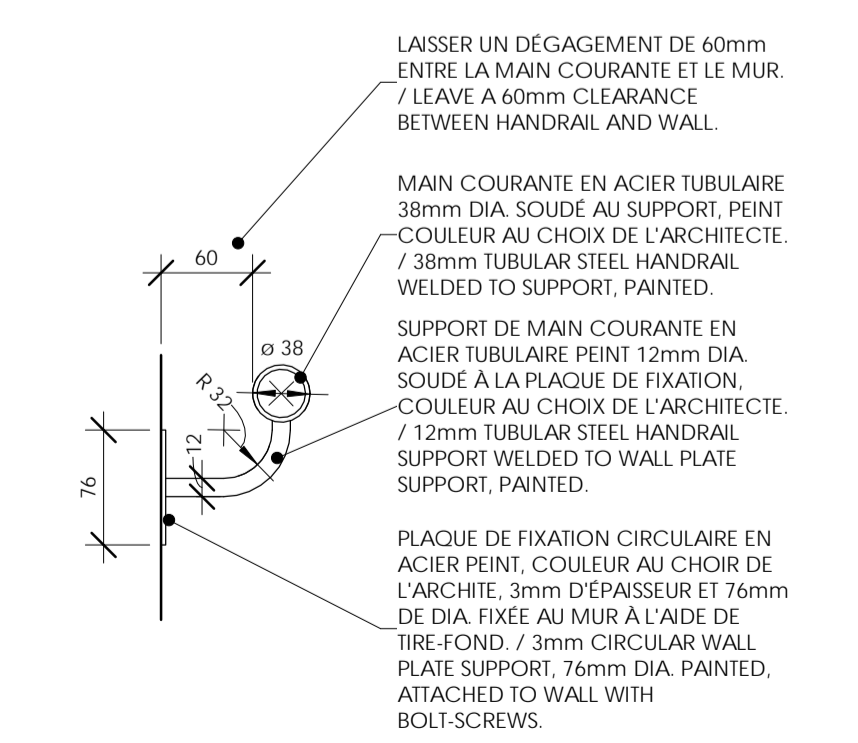 LAISSER UN DÉGAGEMENT DE 60mm
ENTRE LA MAIN COURANTE ET LE MUR.
/ LEAVE A 60mm CLEARANCE
BETWEEN HANDRAIL AND WALL.
MAIN COURANTE EN ACIER TUBULAIRE
38mm DIA. SOUDÉ AU SUPPORT, PEINT
COULEUR AU CHOIX DE L'ARCHITECTE.
/ 38mm TUBULAR STEEL HANDRAIL
WELDED TO SUPPORT, PAINTED.
60
ø 38
R 32
12
76
SUPPORT DE MAIN COURANTE EN
ACIER TUBULAIRE PEINT 12mm DIA.
SOUDÉ À LA PLAQUE DE FIXATION,
COULEUR AU CHOIX DE L'ARCHITECTE.
/ 12mm TUBULAR STEEL HANDRAIL
SUPPORT WELDED TO WALL PLATE
SUPPORT, PAINTED.
PLAQUE DE FIXATION CIRCULAIRE EN
ACIER PEINT, COULEUR AU CHOIR DE
L'ARCHITE, 3mm D'ÉPAISSEUR ET 76mm
DE DIA. FIXÉE AU MUR À L'AIDE DE
TIRE-FOND. / 3mm CIRCULAR WALL
PLATE SUPPORT, 76mm DIA. PAINTED,
ATTACHED TO WALL WITH
BOLT-SCREWS.